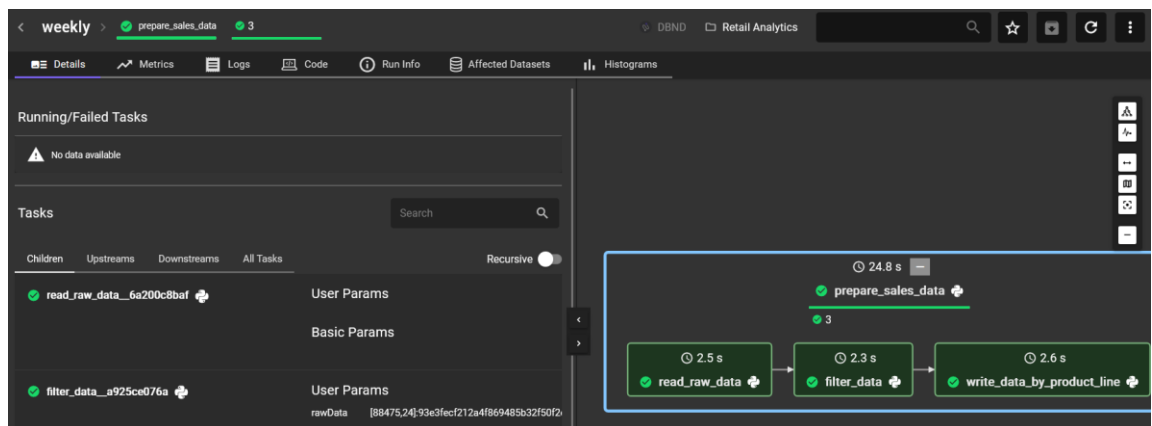 weekly > prepare_sales_data 3 DBND Retail Analytics
Details Metrics Logs Code Run Info Affected Datasets Histograms
Running/Failed Tasks
No data available
Tasks Search
Children Upstreams Downstreams All Tasks Recursive
read_raw_data__6a200c8baf User Params
Basic Params
filter_data__a925ce076a User Params
rawData [88475,24]:93e3fecf212a4f869485b32f50f2
24.8 s
prepare_sales_data
3
2.5 s 2.3 s 2.6 s
read_raw_data filter_data write_data_by_product_line